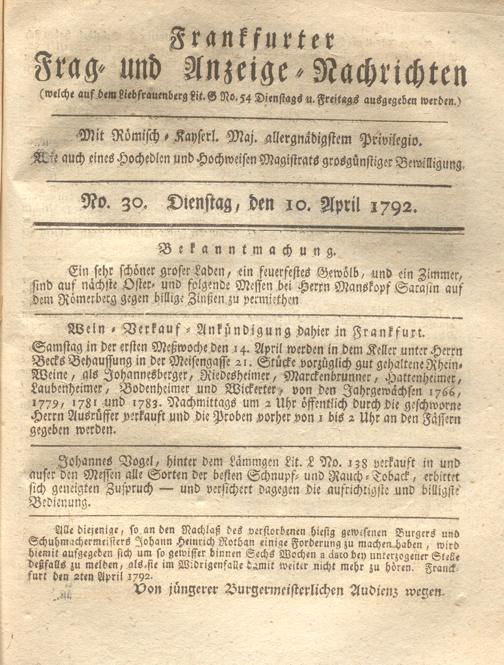 Frankfurter
Frag- und Anzeige-Nachrichten
(welche auf dem Liebfrauenberg Lit. G No. 54 Dienstags u. Freitags ausgegeben werden.)
Mit Römisch-Kayserl. Maj. allergnädigstem Privilegio.
Wie auch eines Hochedlen und Hochweisen Magistrats grosgünstiger Bewilligung.
No. 30. Dienstag, den 10. April 1792.
Bekanntmachung.
Ein sehr schöner groser Laden, ein feuerfestes Gewölb, und ein Zimmer,
sind auf nächste Oster- und folgende Messen bei Herrn Manskopf Sarasin auf
dem Römerberg gegen billige Zinßen zu vermiethen
Wein-Verkauf-Ankündigung dahier in Frankfurt.
Samstag in der ersten Meßwoche den 14. April werden in dem Keller unter Herrn
Becks Behaussung in der Meisengasse 21. Stücke vorzüglich gut gehaltene Rhein-
Weine, als Johannesberger, Riedesheimer, Marckenbrunner, Hattenheimer,
Laubenheimer, Bodenheimer und Wickerter, von den Jahrgewächsen 1766,
1779, 1781 und 1783. Nachmittags um 2 Uhr öffentlich durch die geschworne
Herrn Ausrüffer verkauft und die Proben vorher von 1 bis 2 Uhr an den Fässern
gegeben werden.
Johannes Vogel, hinter dem Lämmgen Lit. L No. 138 verkauft in und
auser den Messen alle Sorten der besten Schnupf- und Rauch-Toback, erbittet
sich geneigten Zuspruch — und versichert dagegen die aufrichtigste und billigste
Bedienung.
Alle diejenige, so an den Nachlaß des verstorbenen hiesig gewesenen Burgers und
Schuhmachermeisters Johann Heinrich Rothan einige Forderung zu machen haben, wird
hiemit aufgegeben sich um so gewisser binnen Sechs Wochen a dato bey unterzogener Stelle
deßfalls zu melden, als sie im Widrigenfalle damit weiter nicht mehr zu hören. Franck-
furt den 2ten April 1792.
Von jüngerer Burgermeisterlichen Audienz wegen.